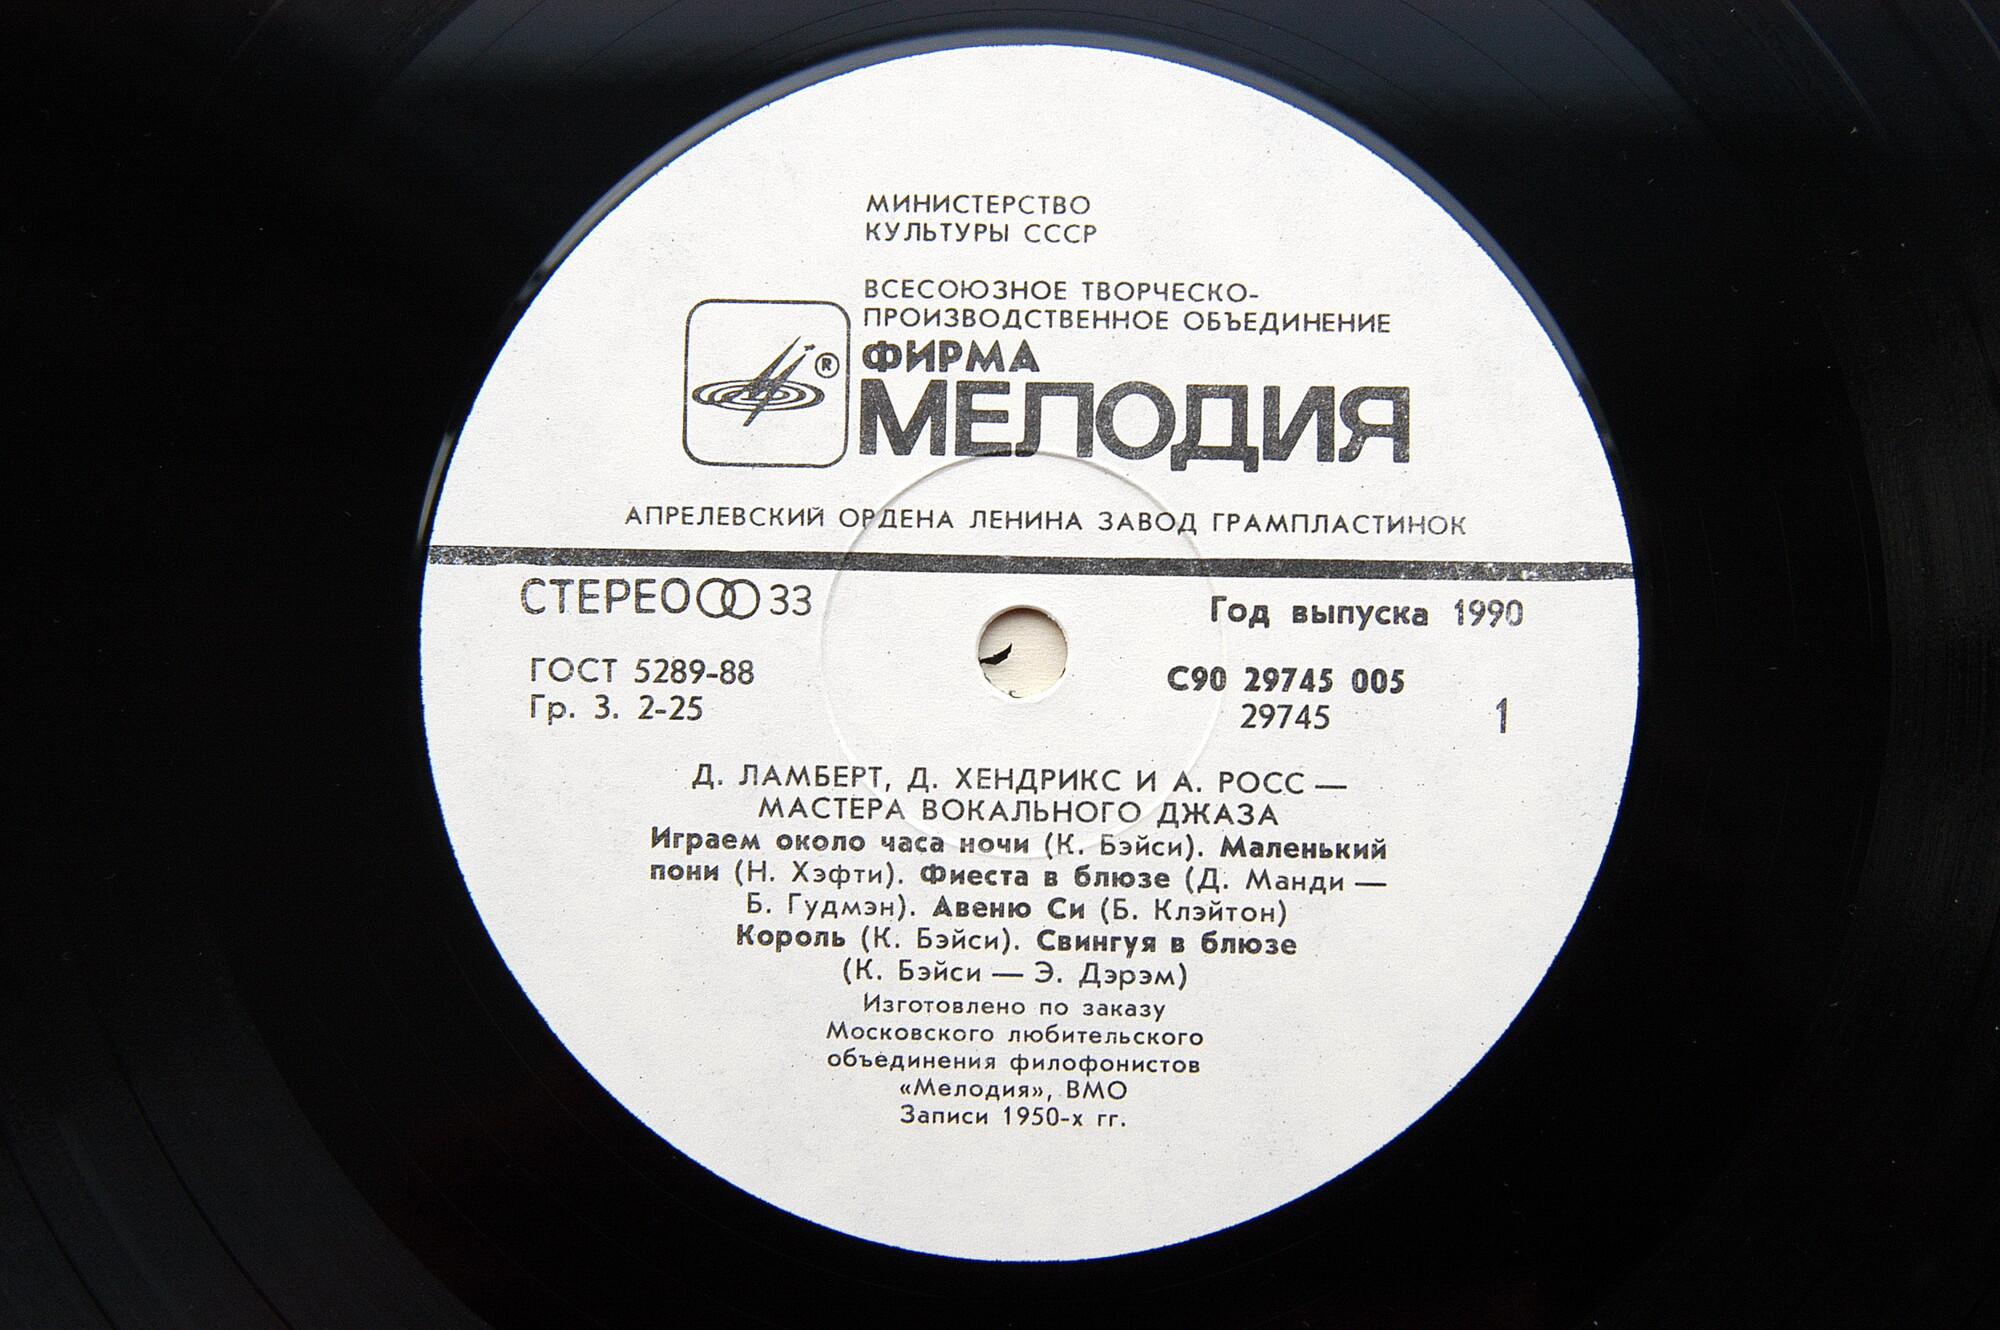 МИНИСТЕРСТВО
КУЛЬТУРЫ СССР
ВСЕСОЮЗНОЕ ТВОРЧЕСКО-
ПРОИЗВОДСТВЕННОЕ ОБЪЕДИНЕНИЕ
ФИРМА
®
МЕЛОДИЯ
АПРЕЛЕВСКИЙ ОРДЕНА ЛЕНИНА ЗАВОД ГРАМПЛАСТИНОК
СТЕРЕО 33
Год выпуска 1990
ГОСТ 5289-88
Гр. 3. 2-25
С90 29745 005
29745
1
Д. ЛАМБЕРТ, Д. ХЕНДРИКС И А. РОСС —
МАСТЕРА ВОКАЛЬНОГО ДЖАЗА
Играем около часа ночи (К. Бэйси). Маленький
пони (Н. Хэфти). Фиеста в блюзе (Д. Манди —
Б. Гудмэн). Авеню Си (Б. Клэйтон)
Король (К. Бэйси). Свингуя в блюзе
(К. Бэйси — Э. Дэрэм)
Изготовлено по заказу
Московского любительского
объединения филофонистов
«Мелодия», ВМО
Записи 1950-х гг.